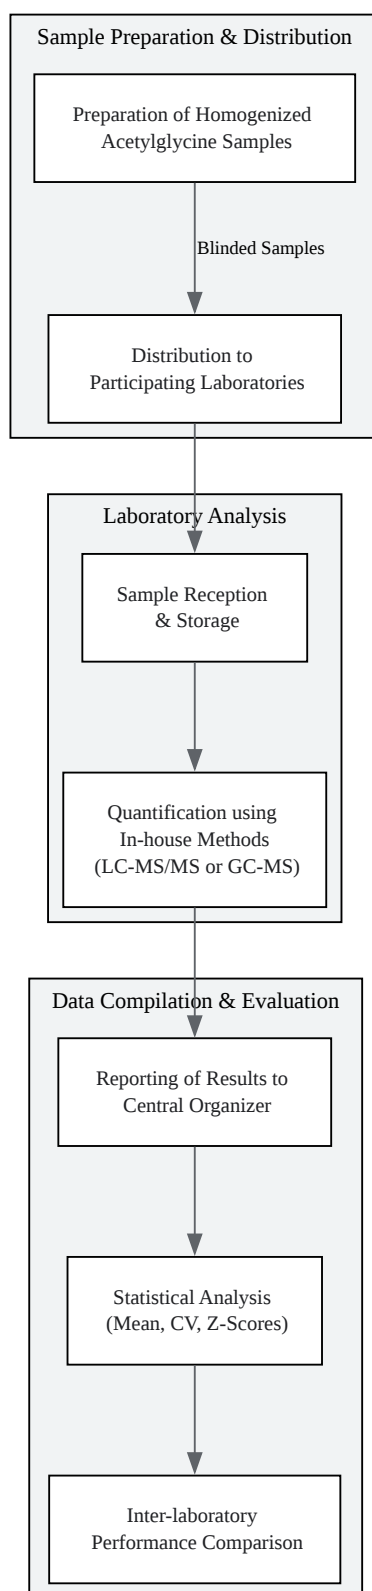 Sample Preparation & Distribution
Preparation of Homogenized
Acetylglycine Samples
Blinded Samples
Distribution to
Participating Laboratories
Laboratory Analysis
Sample Reception
& Storage
Quantification using
In-house Methods
(LC-MS/MS or GC-MS)
Data Compilation & Evaluation
Reporting of Results to
Central Organizer
Statistical Analysis
(Mean, CV, Z-Scores)
Inter-laboratory
Performance Comparison